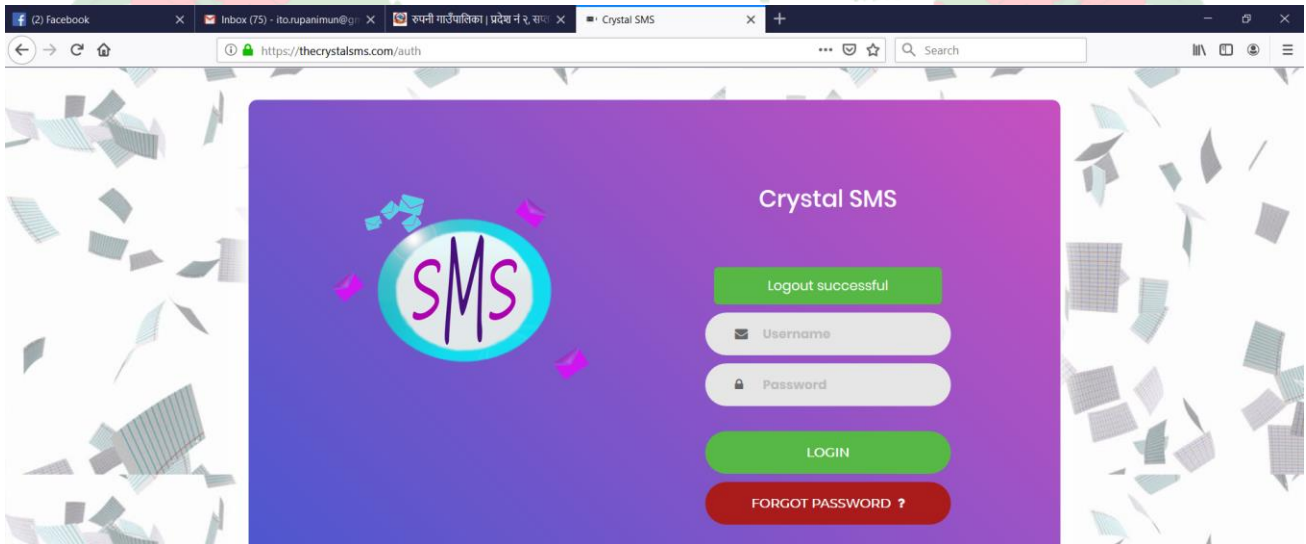 (2) Facebook
Inbox (75) - ito.rupanimun@gm
रुपनी गाउँपालिका | प्रदेश नं २, सप्त
Crystal SMS
https://thecrystalsms.com/auth
Search
Crystal SMS
SMS
Logout successful
Username
Password
LOGIN
FORGOT PASSWORD ?